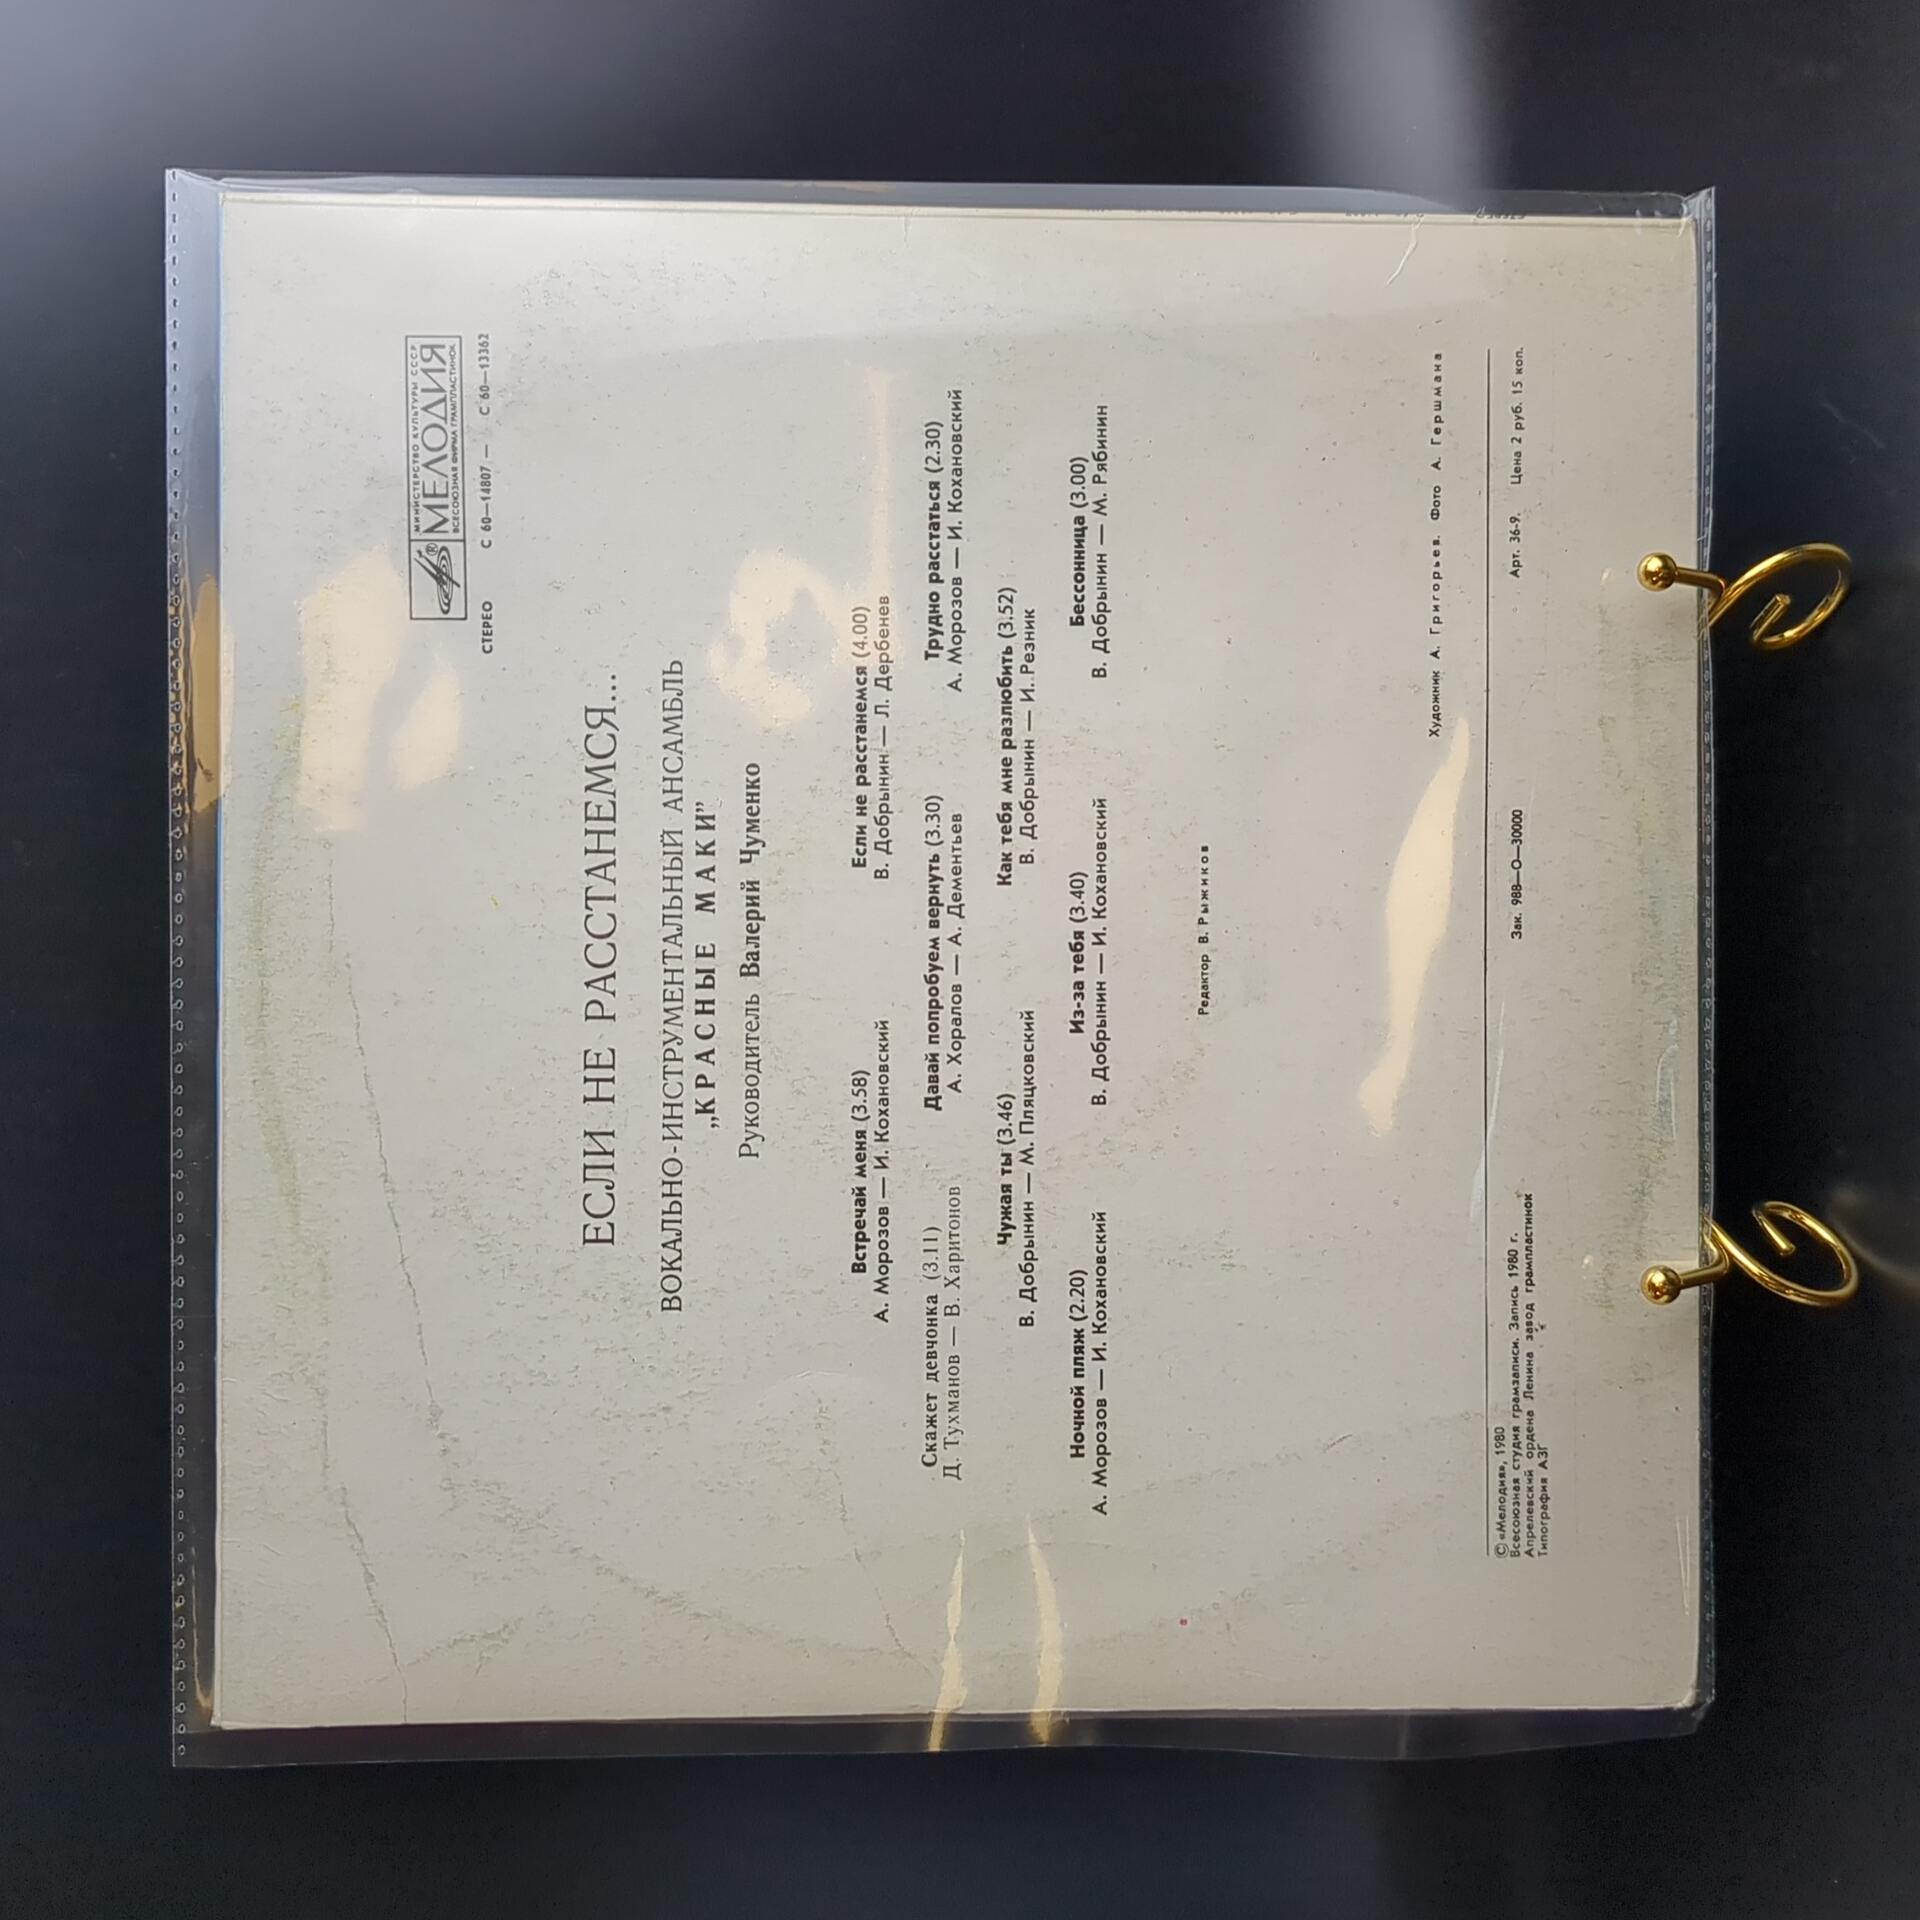 МИНИСТЕРСТВО КУЛЬТУРЫ СССР
® МЕЛОДИЯ
ВСЕСОЮЗНАЯ ФИРМА ГРАМПЛАСТИНОК
СТЕРЕО С 60—14807 — С 60—13362
ЕСЛИ НЕ РАССТАНЕМСЯ...
ВОКАЛЬНО-ИНСТРУМЕНТАЛЬНЫЙ АНСАМБЛЬ
„КРАСНЫЕ МАКИ”
Руководитель Валерий Чуменко
Встречай меня (3.58) Если не расстанемся (4.00)
А. Морозов — И. Кохановский В. Добрынин — Л. Дербенев
Скажет девчонка (3.11) Давай попробуем вернуть (3.30) Трудно расстаться (2.30)
Д. Тухманов — В. Харитонов А. Хоралов — А. Дементьев А. Морозов — И. Кохановский
Чужая ты (3.46) Как тебя мне разлюбить (3.52)
В. Добрынин — М. Пляцковский В. Добрынин — И. Резник
Ночной пляж (2.20) Из-за тебя (3.40) Бессонница (3.00)
А. Морозов — И. Кохановский В. Добрынин — И. Кохановский В. Добрынин — М. Рябинин
Редактор В. Рыжиков
Художник А. Григорьев. Фото А. Гершмана
© «Мелодия», 1980
Всесоюзная студия грамзаписи. Запись 1980 г. Зак. 988—О—30000 Арт. 36-9. Цена 2 руб. 15 коп.
Апрелевский ордена Ленина завод грампластинок
Типография АЗГ